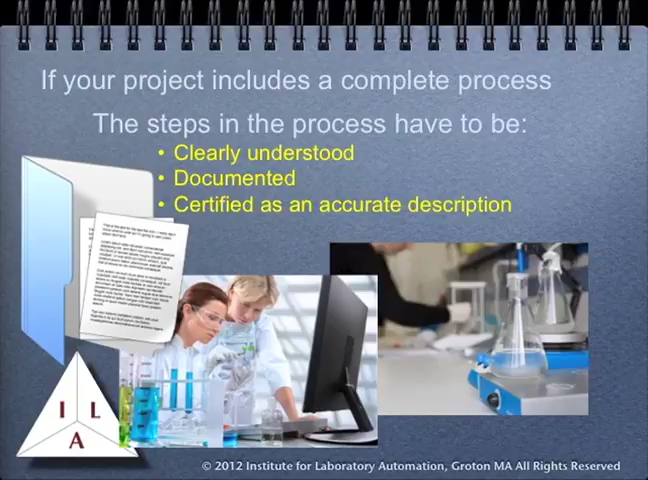 If your project includes a complete process
The steps in the process have to be:
• Clearly understood
• Documented
• Certified as an accurate description
I L
A
© 2012 Institute for Laboratory Automation, Groton MA All Rights Reserved